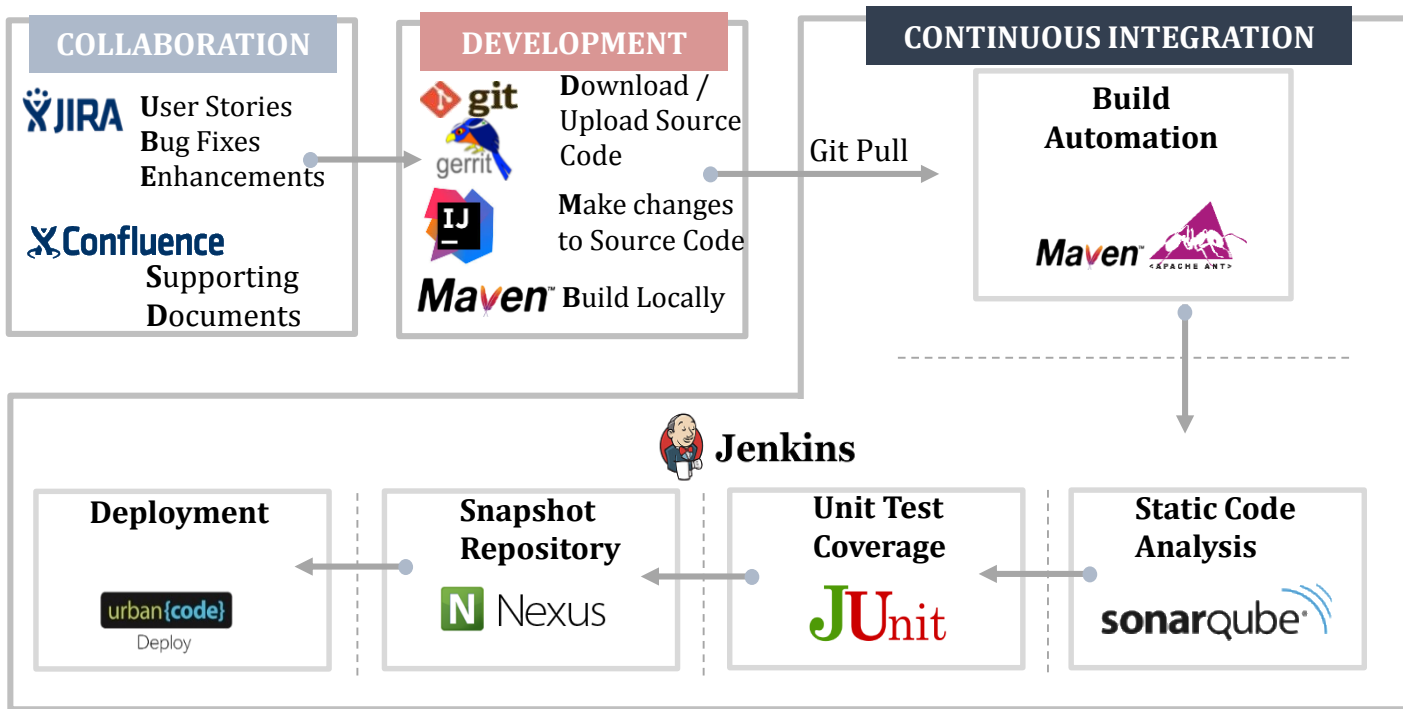 COLLABORATION
JIRA
User Stories
Bug Fixes
Enhancements
Confluence
Supporting
Documents
DEVELOPMENT
git
gerrit
Download /
Upload Source
Code
IJ
Make changes
to Source Code
Maven™
Build Locally
Git Pull
CONTINUOUS INTEGRATION
Build
Automation
Maven™
<APACHE ANT>
Jenkins
Deployment
urban{code}
Deploy
Snapshot
Repository
N Nexus
Unit Test
Coverage
JUnit
Static Code
Analysis
sonarqube